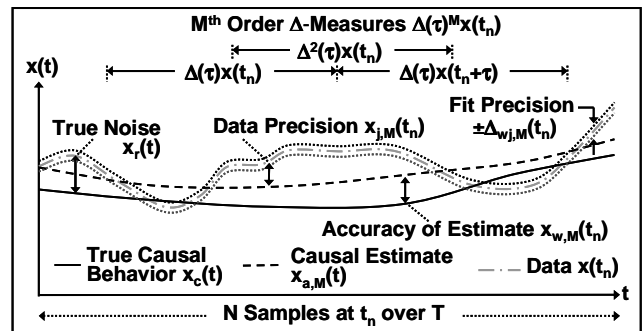 Mᵗʰ Order Δ-Measures Δ(τ)ᴹx(tₙ)
Δ²(τ)x(tₙ)
x(t)
Δ(τ)x(tₙ)
Δ(τ)x(tₙ+τ)
True Noise
xᵣ(t)
Data Precision xⱼ,M(tₙ)
Fit Precision
±Δwj,M(tₙ)
Accuracy of Estimate xw,M(tₙ)
True Causal
Behavior x꜀(t)
Causal Estimate
xₐ,M(t)
Data x(tₙ)
t
N Samples at tₙ over T